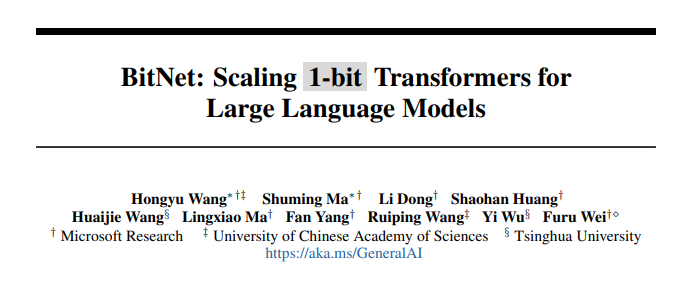 BitNet: Scaling 1-bit Transformers for
Large Language Models
Hongyu Wang*†‡ Shuming Ma*† Li Dong† Shaohan Huang†
Huaijie Wang§ Lingxiao Ma† Fan Yang† Ruiping Wang‡ Yi Wu§ Furu Wei†⋄
† Microsoft Research ‡ University of Chinese Academy of Sciences § Tsinghua University
https://aka.ms/GeneralAI